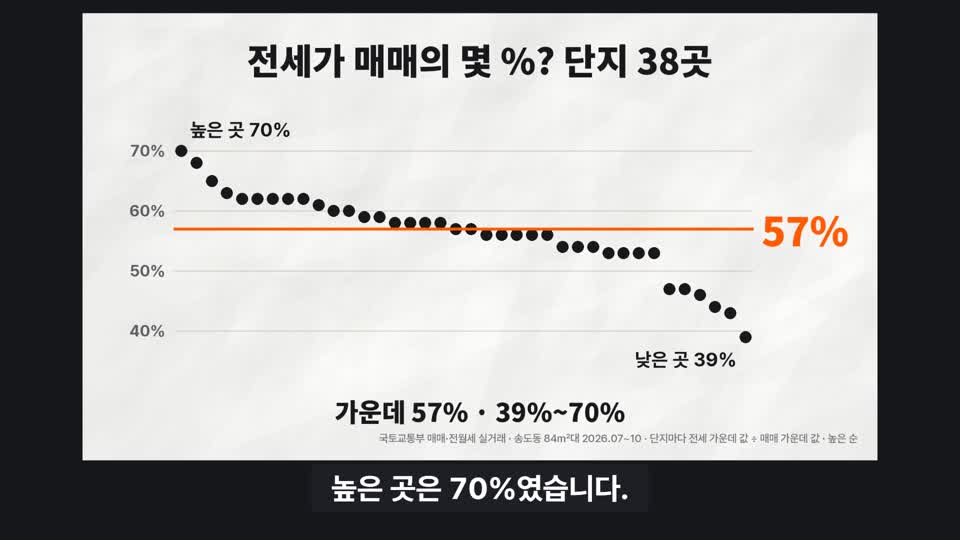 전세가 매매의 몇 %? 단지 38곳
높은 곳 70%
70%
60%
57%
50%
40%
낮은 곳 39%
가운데 57% · 39%~70%
국토교통부 매매·전월세 실거래 · 송도동 84m²대 2026.07~10 · 단지마다 전세 가운데 값 ÷ 매매 가운데 값 · 높은 순
높은 곳은 70%였습니다.